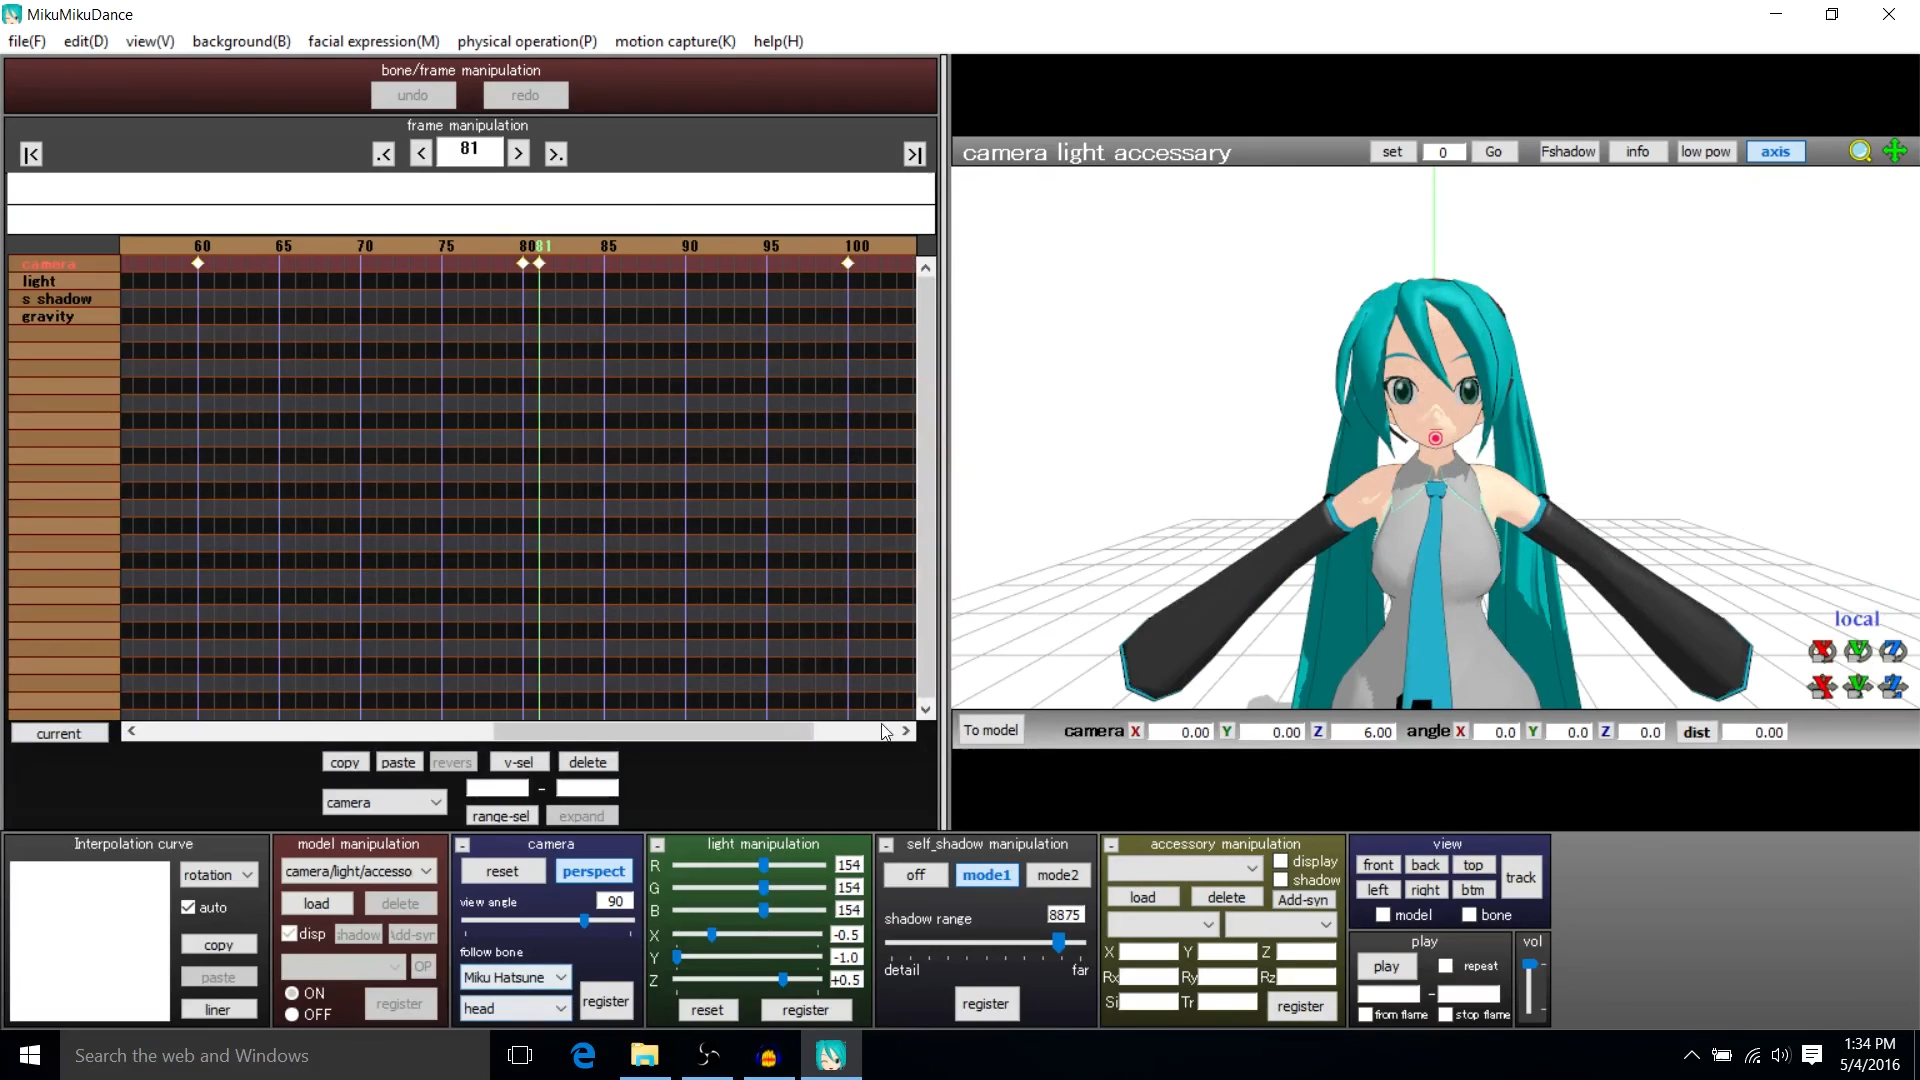 MikuMikuDance
file(F) edit(D) view(V) background(B) facial expression(M) physical operation(P) motion capture(K) help(H)
bone/frame manipulation
undo redo
frame manipulation
|< .< < 81 > >. >|
camera light accessary set 0 Go Fshadow info low pow axis
60 65 70 75 80 81 85 90 95 100
camera
light
s shadow
gravity
local
current
To model camera X 0.00 Y 0.00 Z 6.00 angle X 0.0 Y 0.0 Z 0.0 dist 0.00
copy paste revers v-sel delete
camera -
range-sel expand
Interpolation curve
rotation
auto
copy
paste
liner
model manipulation
camera/light/accesso
load delete
disp shadow Add-syn
OP
ON
OFF
register
- camera
reset perspect
view angle 90
follow bone
Miku Hatsune
head
register
- light manipulation
R 154
G 154
B 154
X -0.5
Y -1.0
Z +0.5
reset register
- self_shadow manipulation
off mode1 mode2
shadow range 8875
detail far
register
- accessory manipulation
display
shadow
load delete Add-syn
X Y Z
Rx Ry Rz
Si Tr register
view
front back top
left right btm
track
model bone
play
play repeat
-
from flame stop flame
vol
Search the web and Windows
1:34 PM
5/4/2016